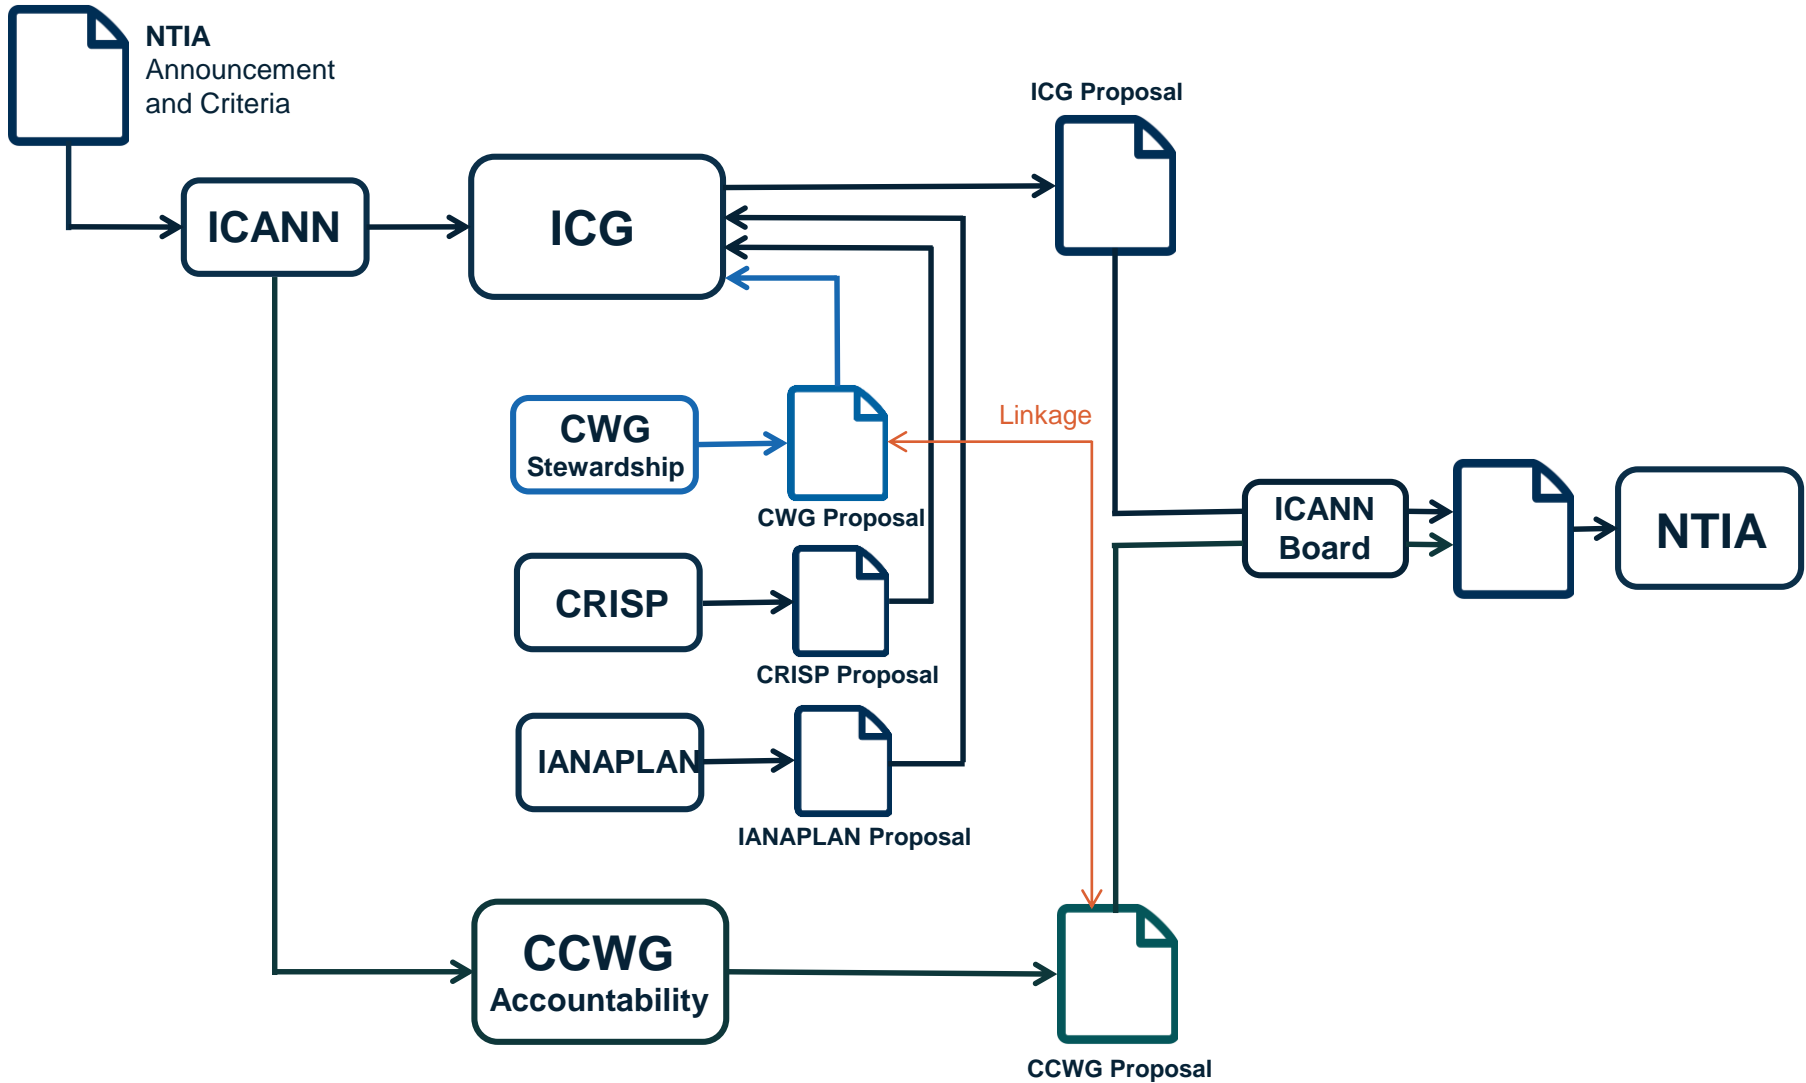 NTIA
Announcement
and Criteria
ICG Proposal
ICANN
ICG
Linkage
CWG
Stewardship
CWG Proposal
ICANN
Board
NTIA
CRISP
CRISP Proposal
IANAPLAN
IANAPLAN Proposal
CCWG
Accountability
CCWG Proposal